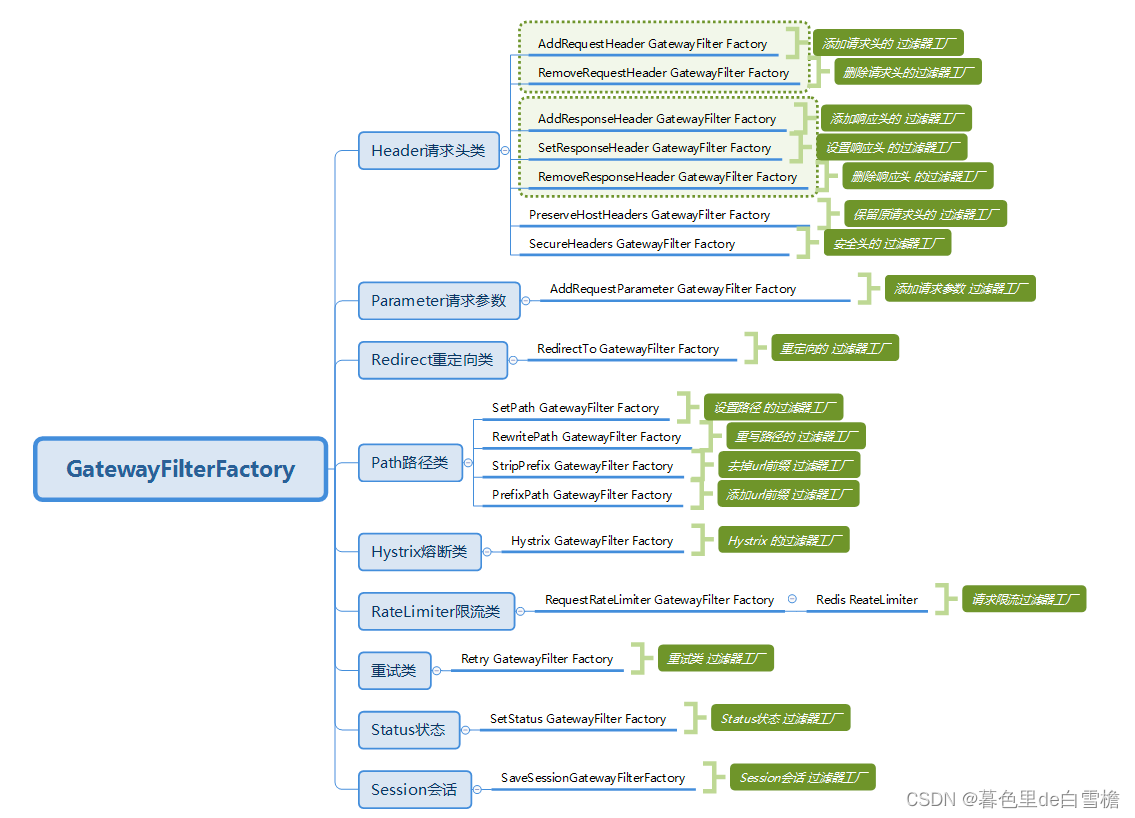 GatewayFilterFactory
Header请求头类
AddRequestHeader GatewayFilter Factory
添加请求头的 过滤器工厂
RemoveRequestHeader GatewayFilter Factory
删除请求头的过滤器工厂
AddResponseHeader GatewayFilter Factory
添加响应头的 过滤器工厂
SetResponseHeader GatewayFilter Factory
设置响应头 的过滤器工厂
RemoveResponseHeader GatewayFilter Factory
删除响应头 的过滤器工厂
PreserveHostHeaders GatewayFilter Factory
保留原请求头的 过滤器工厂
SecureHeaders GatewayFilter Factory
安全头的 过滤器工厂
Parameter请求参数
AddRequestParameter GatewayFilter Factory
添加请求参数 过滤器工厂
Redirect重定向类
RedirectTo GatewayFilter Factory
重定向的 过滤器工厂
Path路径类
SetPath GatewayFilter Factory
设置路径 的过滤器工厂
RewritePath GatewayFilter Factory
重写路径的 过滤器工厂
StripPrefix GatewayFilter Factory
去掉url前缀 过滤器工厂
PrefixPath GatewayFilter Factory
添加url前缀 过滤器工厂
Hystrix熔断类
Hystrix GatewayFilter Factory
Hystrix 的过滤器工厂
RateLimiter限流类
RequestRateLimiter GatewayFilter Factory
Redis ReateLimiter
请求限流过滤器工厂
重试类
Retry GatewayFilter Factory
重试类 过滤器工厂
Status状态
SetStatus GatewayFilter Factory
Status状态 过滤器工厂
Session会话
SaveSessionGatewayFilterFactory
Session会话 过滤器工厂
CSDN @暮色里de白雪檐